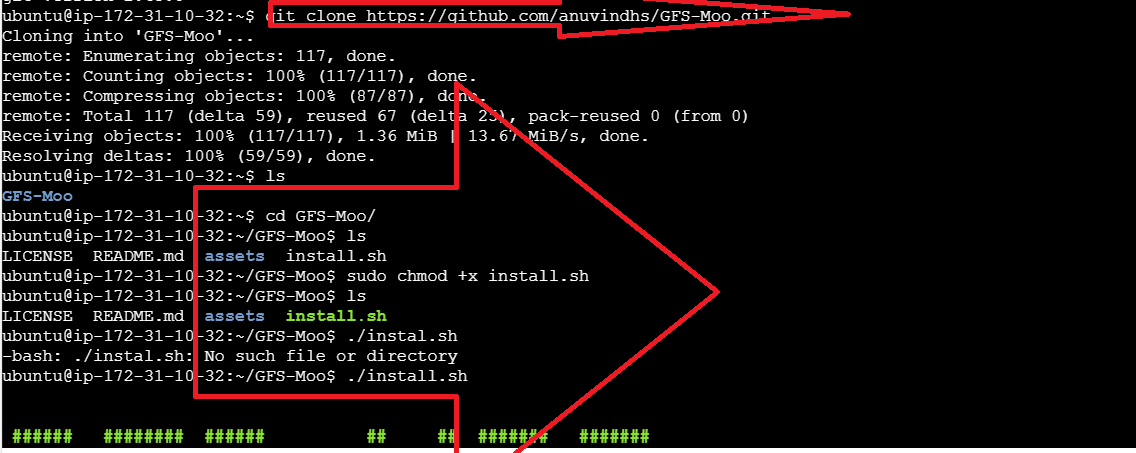 ubuntu@ip-172-31-10-32:~$ git clone https://github.com/anuvindhs/GFS-Moo.git
Cloning into 'GFS-Moo'...
remote: Enumerating objects: 117, done.
remote: Counting objects: 100% (117/117), done.
remote: Compressing objects: 100% (87/87), done.
remote: Total 117 (delta 59), reused 67 (delta 25), pack-reused 0 (from 0)
Receiving objects: 100% (117/117), 1.36 MiB | 13.67 MiB/s, done.
Resolving deltas: 100% (59/59), done.
ubuntu@ip-172-31-10-32:~$ ls
GFS-Moo
ubuntu@ip-172-31-10-32:~$ cd GFS-Moo/
ubuntu@ip-172-31-10-32:~/GFS-Moo$ ls
LICENSE  README.md  assets  install.sh
ubuntu@ip-172-31-10-32:~/GFS-Moo$ sudo chmod +x install.sh
ubuntu@ip-172-31-10-32:~/GFS-Moo$ ls
LICENSE  README.md  assets  install.sh
ubuntu@ip-172-31-10-32:~/GFS-Moo$ ./instal.sh
-bash: ./instal.sh: No such file or directory
ubuntu@ip-172-31-10-32:~/GFS-Moo$ ./install.sh
######   ########  ######          ##     ##  #######   #######